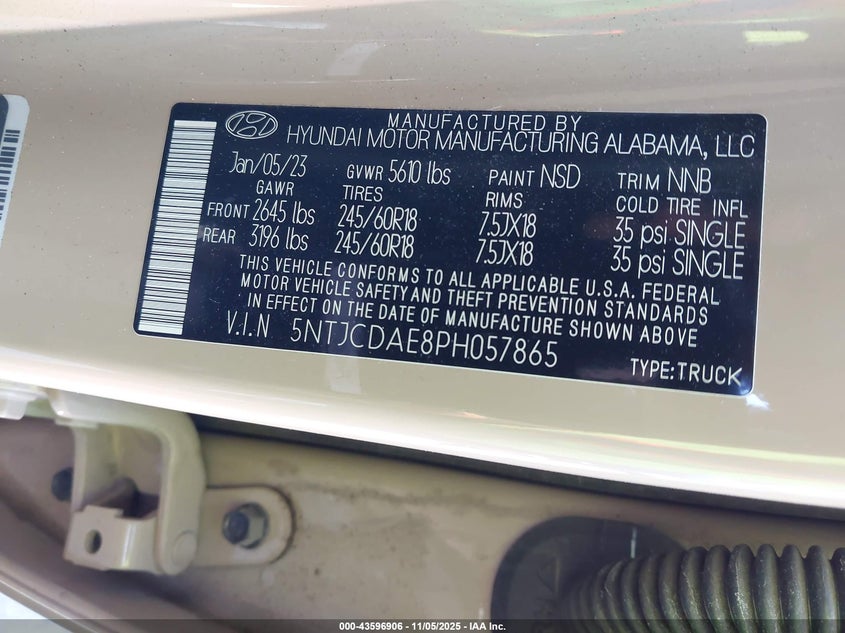 MANUFACTURED BY
HYUNDAI MOTOR MANUFACTURING ALABAMA, LLC
Jan/05/23 GVWR 5610 lbs PAINT NSD TRIM NNB
GAWR TIRES RIMS COLD TIRE INFL
FRONT 2645 lbs 245/60R18 7.5JX18 35 psi SINGLE
REAR 3196 lbs 245/60R18 7.5JX18 35 psi SINGLE
THIS VEHICLE CONFORMS TO ALL APPLICABLE U.S.A. FEDERAL
MOTOR VEHICLE SAFETY AND THEFT PREVENTION STANDARDS
IN EFFECT ON THE DATE OF MANUFACTURE SHOWN ABOVE
V.I.N 5NTJCDAE8PH057865
TYPE:TRUCK
000-43596906 - 11/05/2025 - IAA Inc.